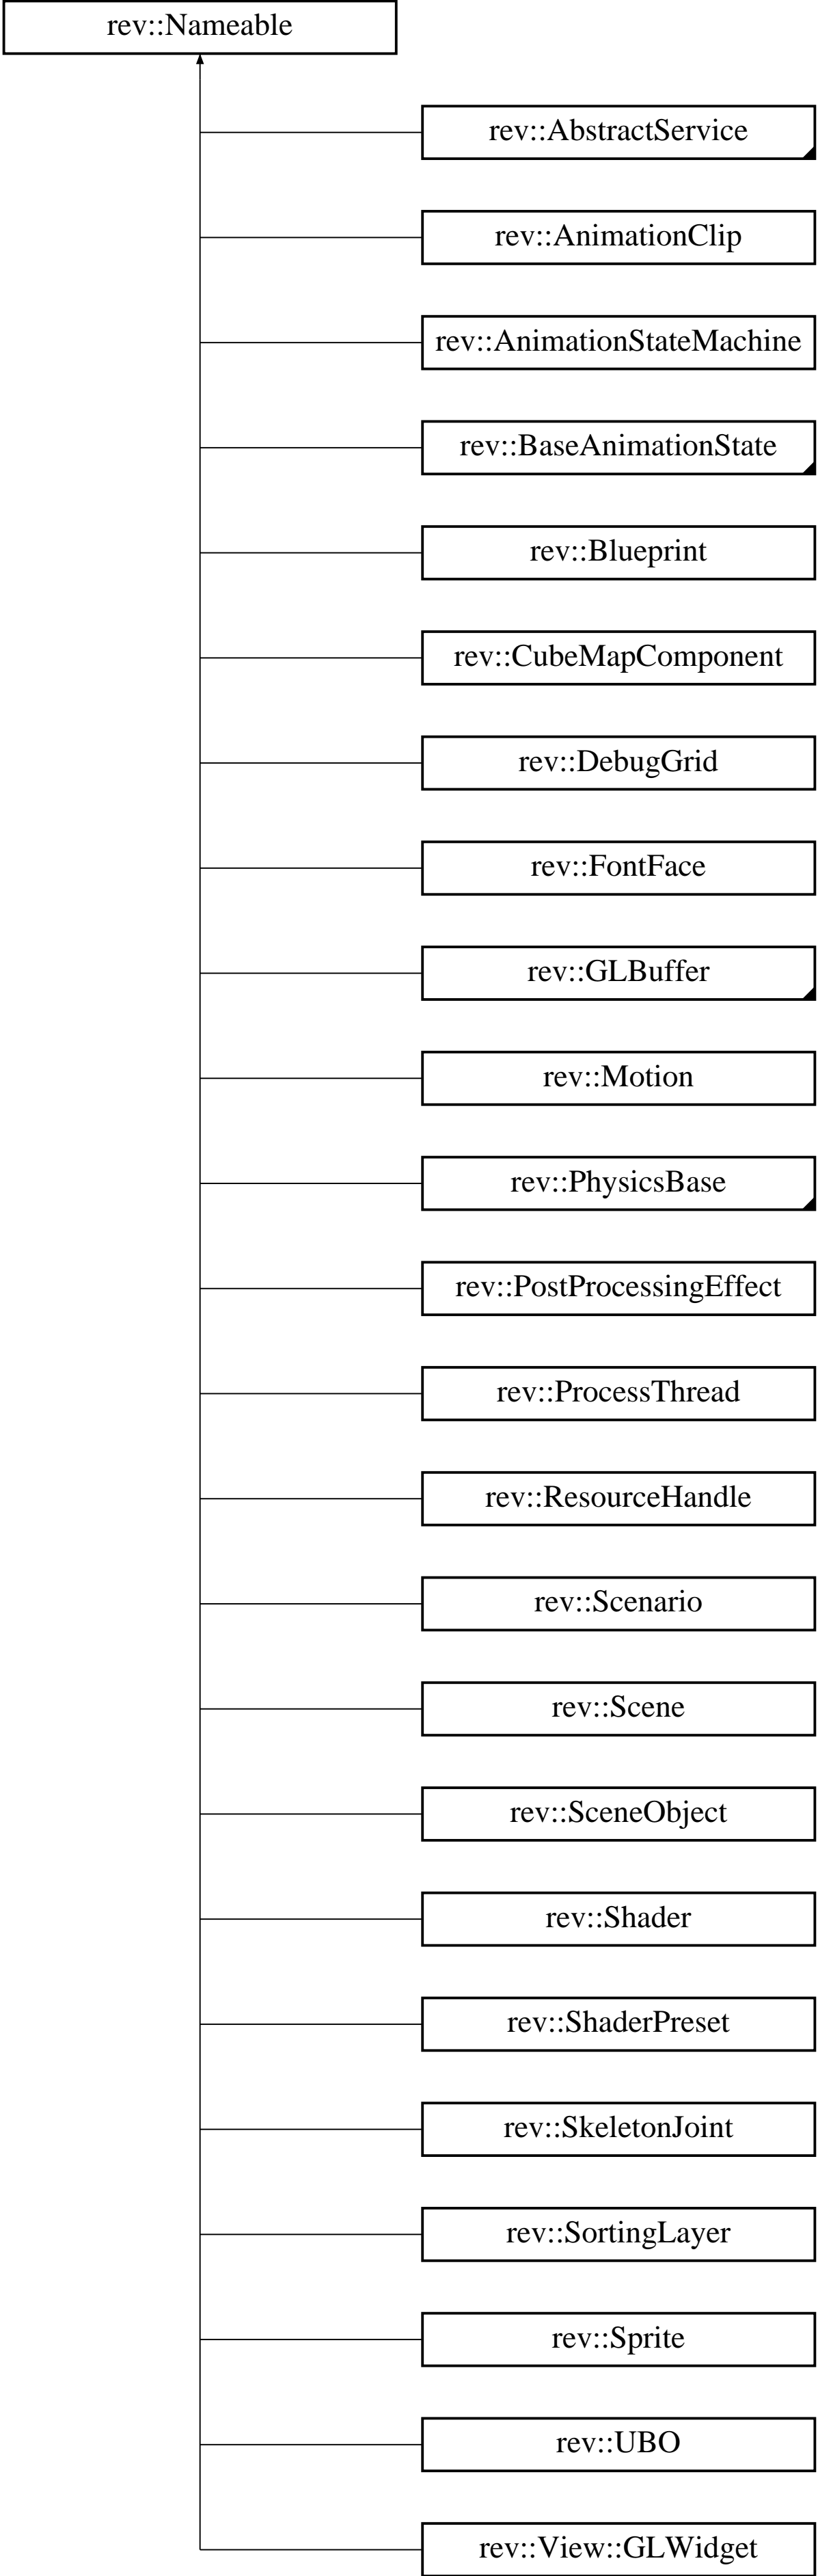 rev::Nameable
rev::AbstractService
rev::AnimationClip
rev::AnimationStateMachine
rev::BaseAnimationState
rev::Blueprint
rev::CubeMapComponent
rev::DebugGrid
rev::FontFace
rev::GLBuffer
rev::Motion
rev::PhysicsBase
rev::PostProcessingEffect
rev::ProcessThread
rev::ResourceHandle
rev::Scenario
rev::Scene
rev::SceneObject
rev::Shader
rev::ShaderPreset
rev::SkeletonJoint
rev::SortingLayer
rev::Sprite
rev::UBO
rev::View::GLWidget